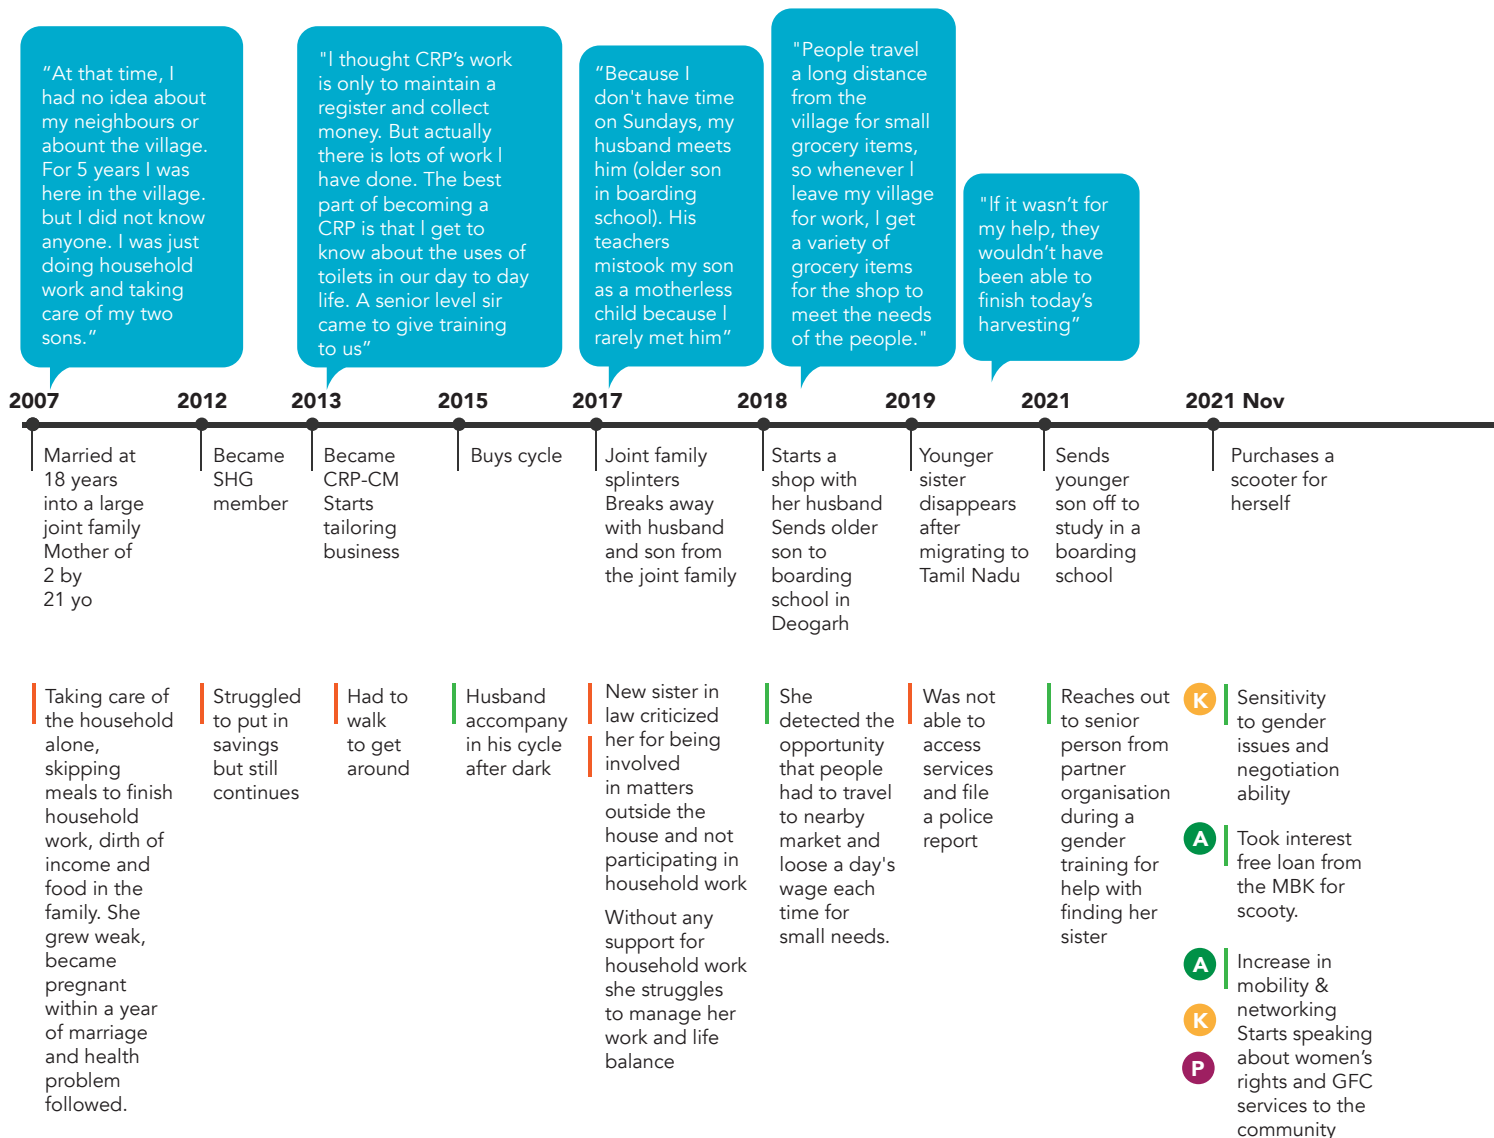 “At that time, I
had no idea about
my neighbours or
abount the village.
For 5 years I was
here in the village.
but I did not know
anyone. I was just
doing household
work and taking
care of my two
sons.”
"I thought CRP’s work
is only to maintain a
register and collect
money. But actually
there is lots of work I
have done. The best
part of becoming a
CRP is that I get to
know about the uses of
toilets in our day to day
life. A senior level sir
came to give training
to us”
“Because I
don't have time
on Sundays, my
husband meets
him (older son
in boarding
school). His
teachers
mistook my son
as a motherless
child because I
rarely met him”
"People travel
a long distance
from the
village for small
grocery items,
so whenever I
leave my village
for work, I get
a variety of
grocery items
for the shop to
meet the needs
of the people."
"If it wasn’t for
my help, they
wouldn’t have
been able to
finish today’s
harvesting”
2007
2012
2013
2015
2017
2018
2019
2021
2021 Nov
Married at
18 years
into a large
joint family
Mother of
2 by
21 yo
Became
SHG
member
Became
CRP-CM
Starts
tailoring
business
Buys cycle
Joint family
splinters
Breaks away
with husband
and son from
the joint family
Starts a
shop with
her husband
Sends older
son to
boarding
school in
Deogarh
Younger
sister
disappears
after
migrating to
Tamil Nadu
Sends
younger
son off to
study in a
boarding
school
Purchases a
scooter for
herself
Taking care of
the household
alone,
skipping
meals to finish
household
work, dirth of
income and
food in the
family. She
grew weak,
became
pregnant
within a year
of marriage
and health
problem
followed.
Struggled
to put in
savings
but still
continues
Had to
walk
to get
around
Husband
accompany
in his cycle
after dark
New sister in
law criticized
her for being
involved
in matters
outside the
house and not
participating in
household work
Without any
support for
household work
she struggles
to manage her
work and life
balance
She
detected the
opportunity
that people
had to travel
to nearby
market and
loose a day's
wage each
time for
small needs.
Was not
able to
access
services
and file
a police
report
Reaches out
to senior
person from
partner
organisation
during a
gender
training for
help with
finding her
sister
K
Sensitivity
to gender
issues and
negotiation
ability
A
Took interest
free loan from
the MBK for
scooty.
A
K
P
Increase in
mobility &
networking
Starts speaking
about women’s
rights and GFC
services to the
community